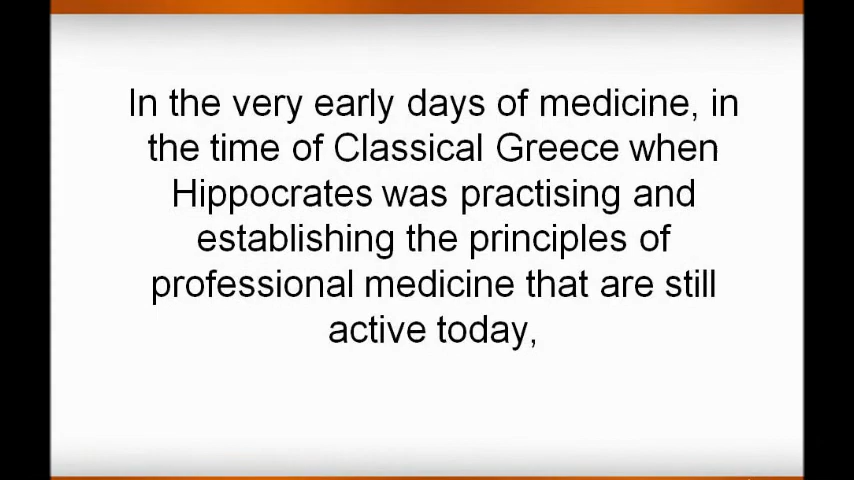 In the very early days of medicine, in
the time of Classical Greece when
Hippocrates was practising and
establishing the principles of
professional medicine that are still
active today,